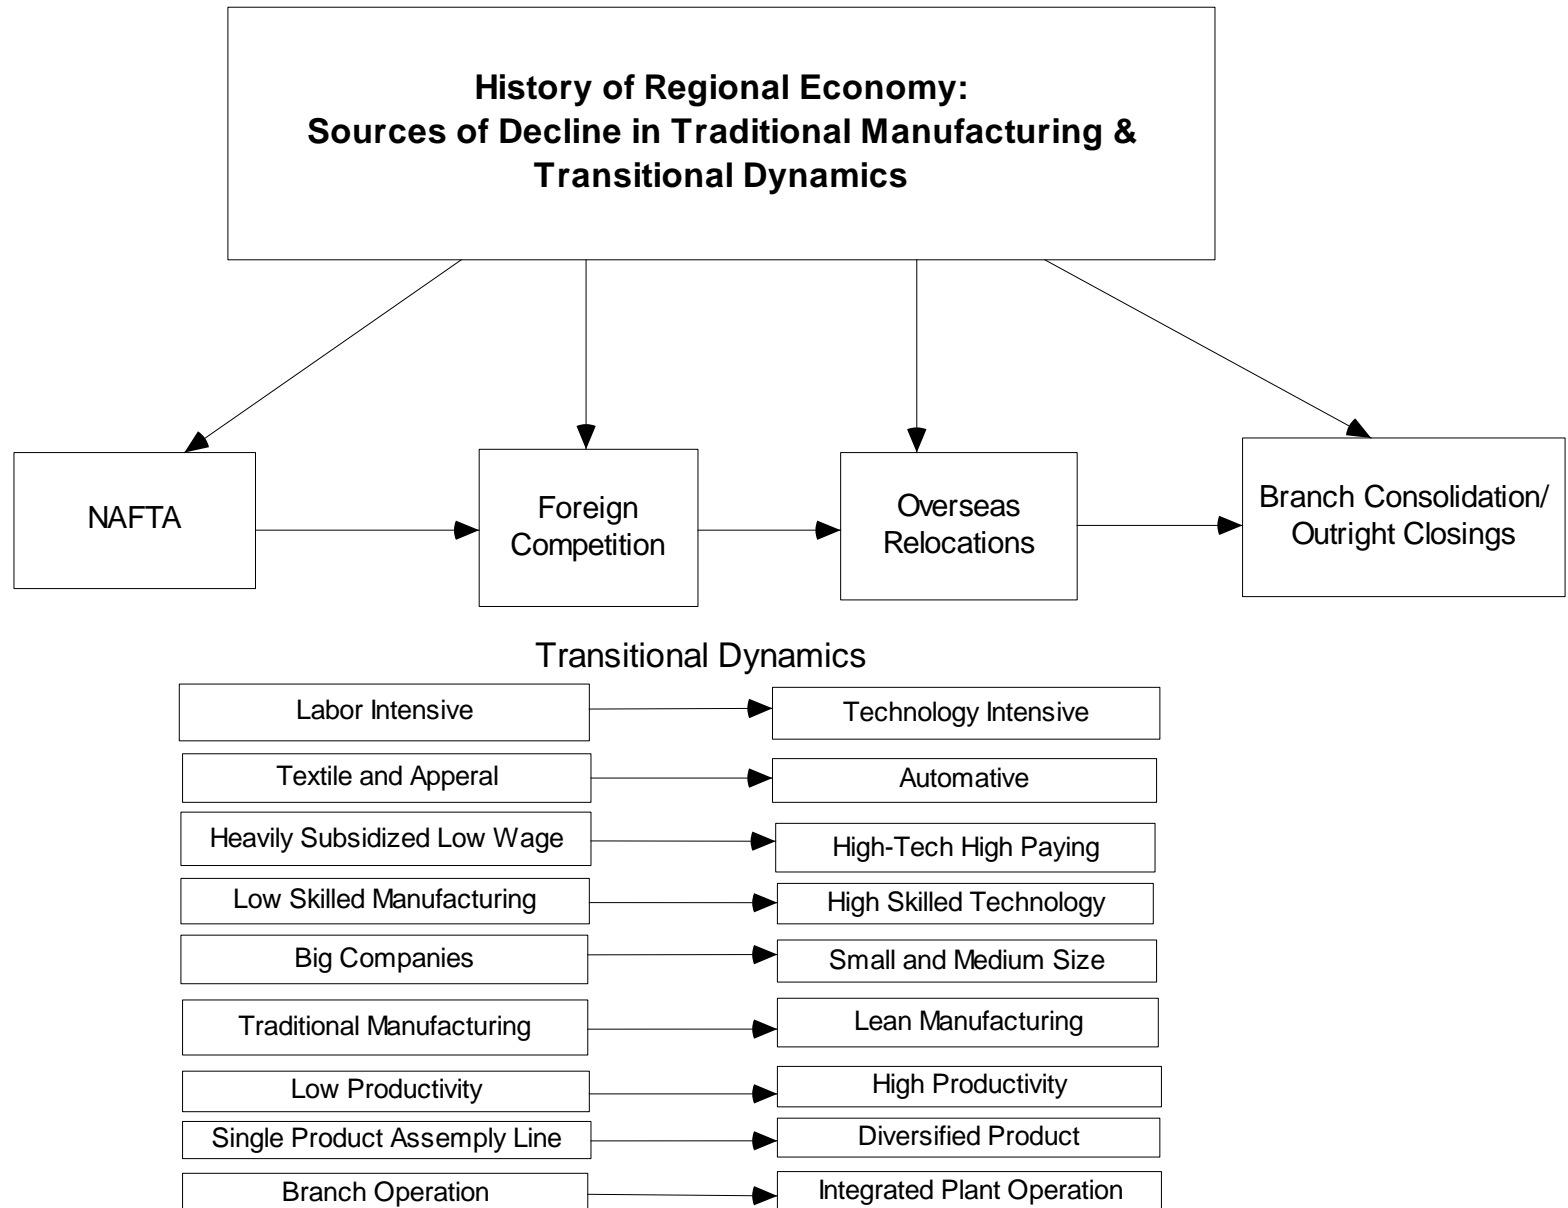 History of Regional Economy:
Sources of Decline in Traditional Manufacturing &
Transitional Dynamics
NAFTA
Foreign
Competition
Overseas
Relocations
Branch Consolidation/
Outright Closings
Transitional Dynamics
Labor Intensive
Technology Intensive
Textile and Apperal
Automative
Heavily Subsidized Low Wage
High-Tech High Paying
Low Skilled Manufacturing
High Skilled Technology
Big Companies
Small and Medium Size
Traditional Manufacturing
Lean Manufacturing
Low Productivity
High Productivity
Single Product Assemply Line
Diversified Product
Branch Operation
Integrated Plant Operation